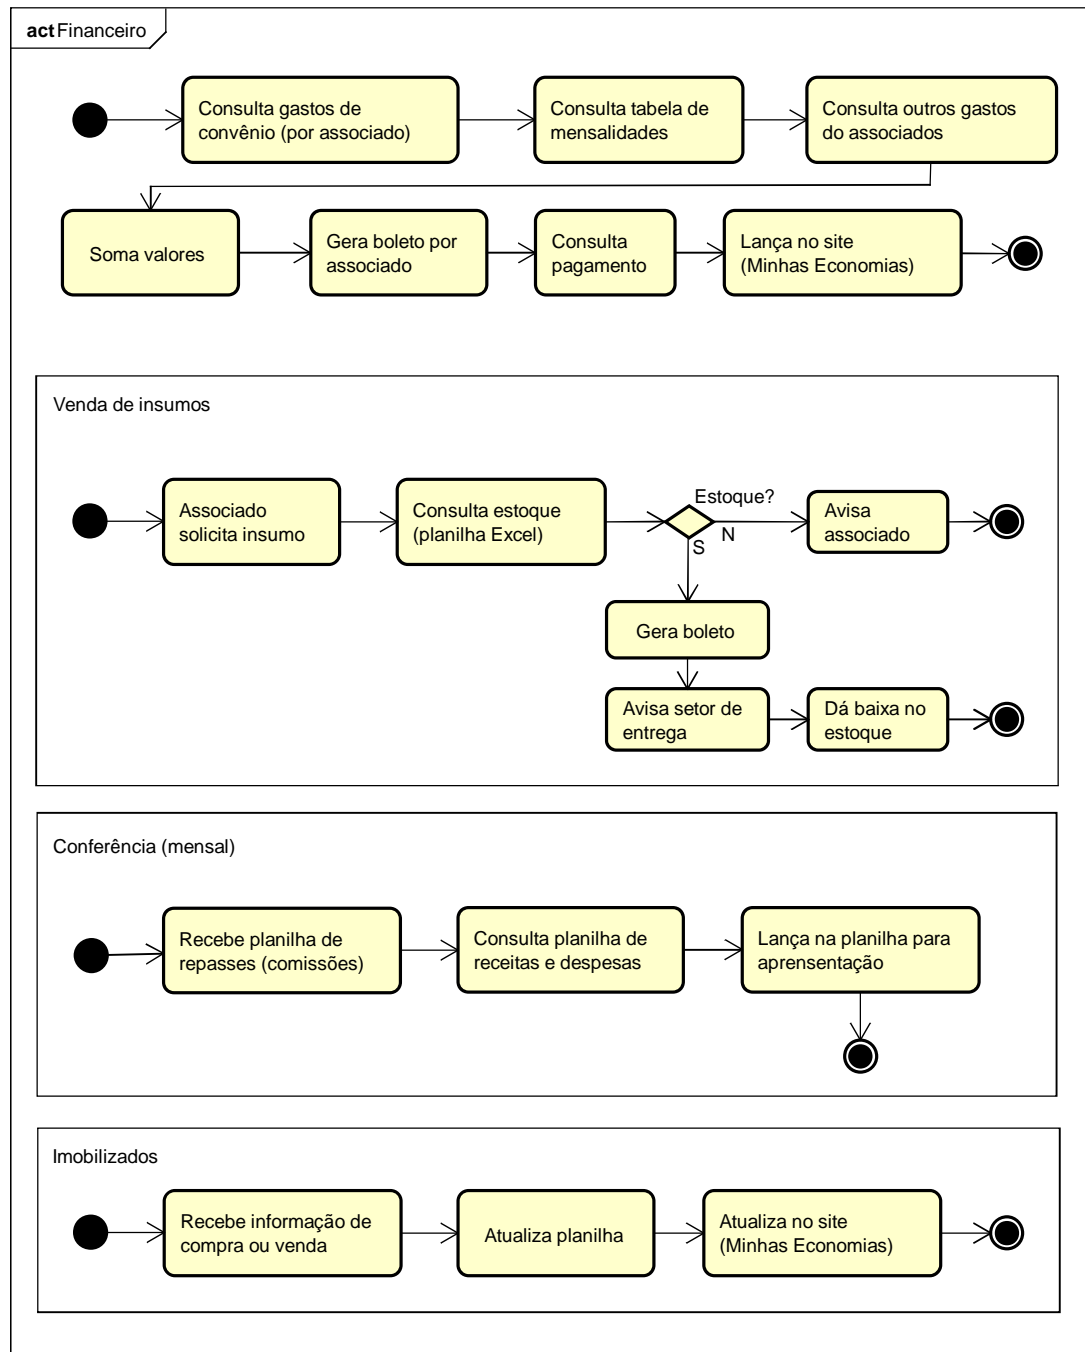 act Financeiro
Consulta gastos de
convênio (por associado)
Consulta tabela de
mensalidades
Consulta outros gastos
do associados
Soma valores
Gera boleto por
associado
Consulta
pagamento
Lança no site
(Minhas Economias)
Venda de insumos
Associado
solicita insumo
Consulta estoque
(planilha Excel)
Estoque?
N
S
Avisa
associado
Gera boleto
Avisa setor de
entrega
Dá baixa no
estoque
Conferência (mensal)
Recebe planilha de
repasses (comissões)
Consulta planilha de
receitas e despesas
Lança na planilha para
aprensentação
Imobilizados
Recebe informação de
compra ou venda
Atualiza planilha
Atualiza no site
(Minhas Economias)